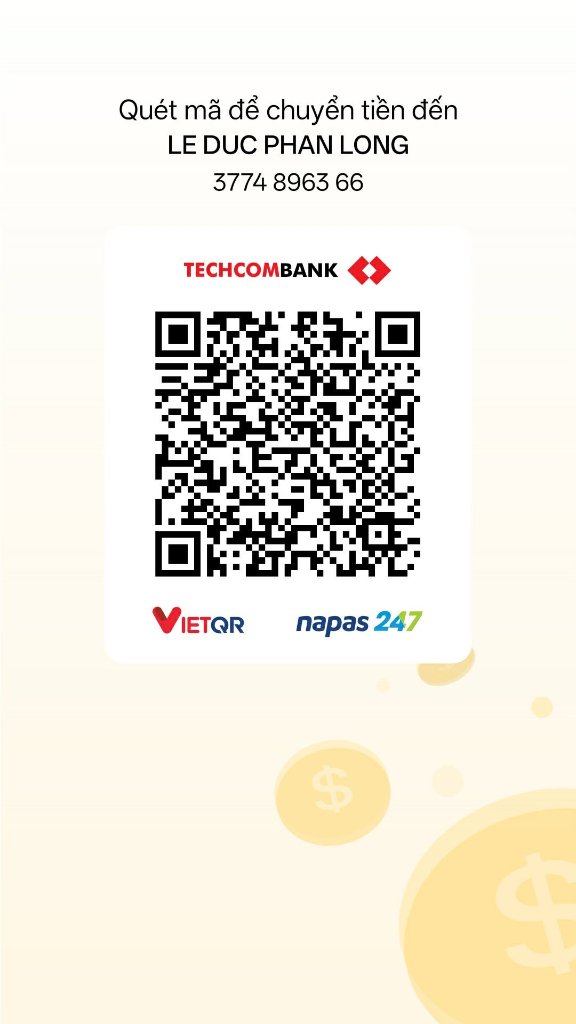 Quét mã để chuyển tiền đến
LE DUC PHAN LONG
3774 8963 66
TECHCOMBANK
VIETQR
napas 247